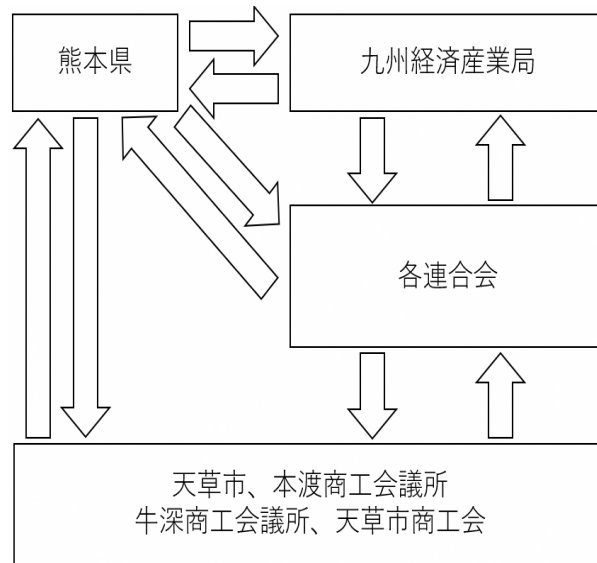 熊本県
九州経済産業局
各連合会
天草市、本渡商工会議所
牛深商工会議所、天草市商工会